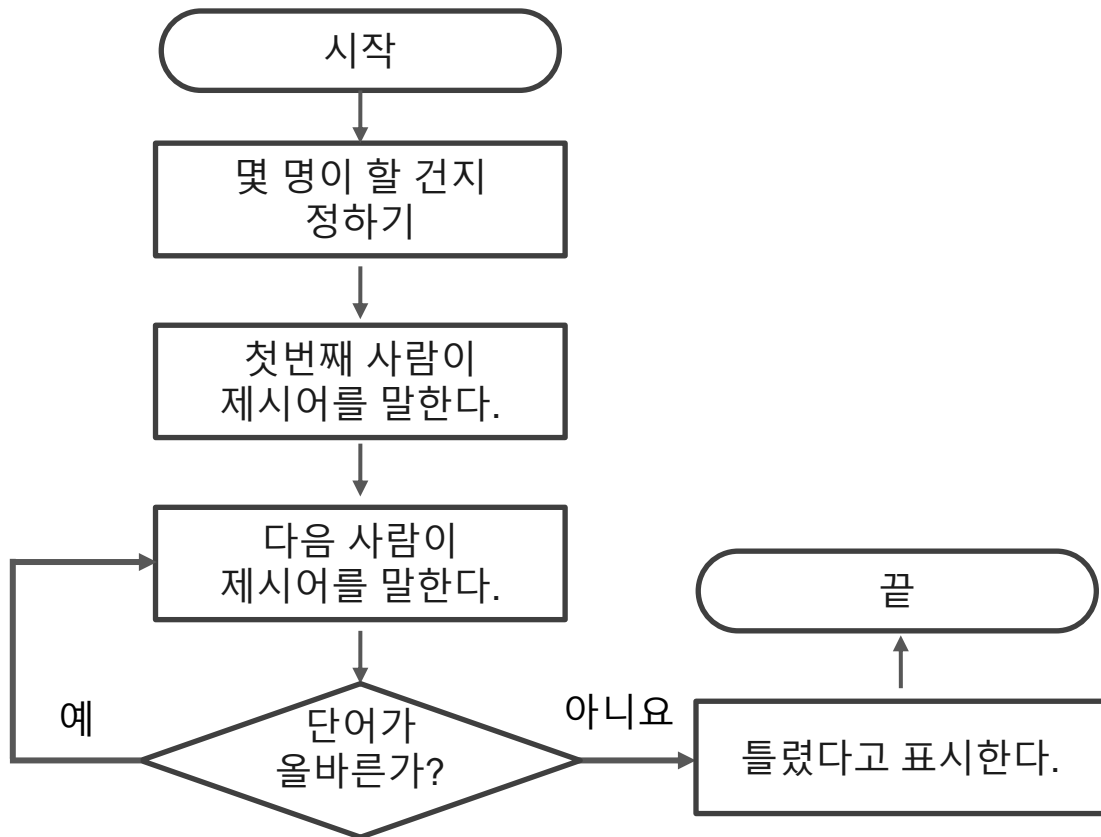 시작
몇 명이 할 건지
정하기
첫번째 사람이
제시어를 말한다.
다음 사람이
제시어를 말한다.
단어가
올바른가?
예
아니요
틀렸다고 표시한다.
끝